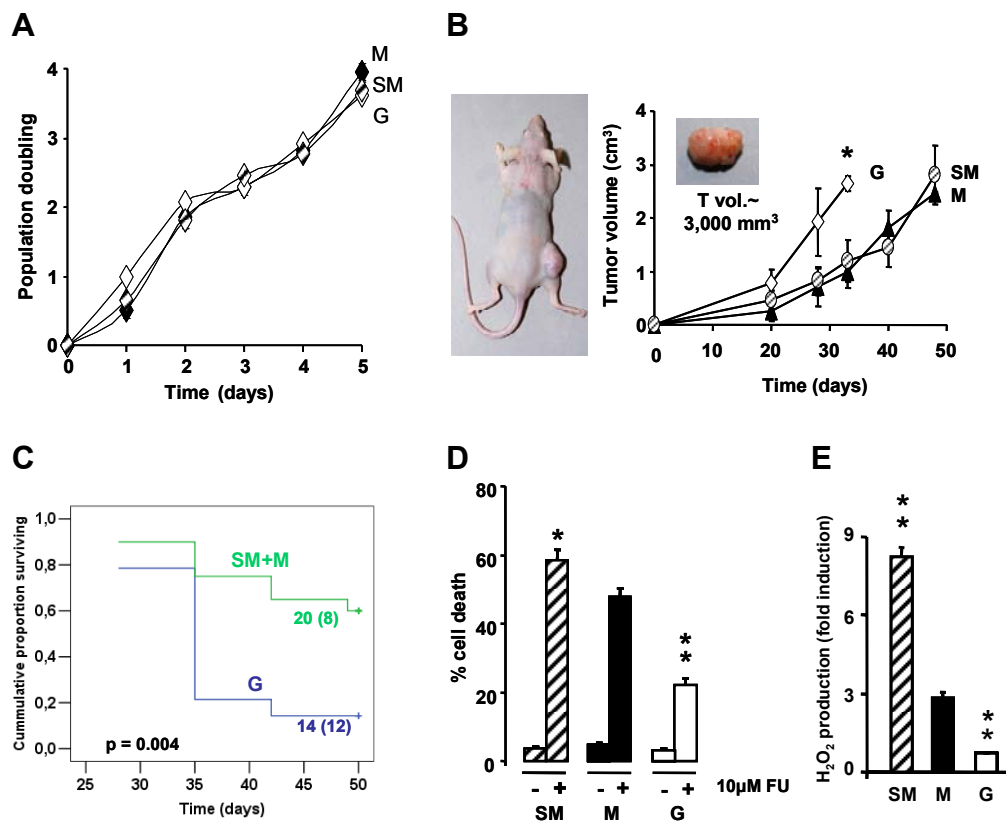 A
4
3
2
1
0
Population doubling
M
SM
G
0
1
2
3
4
5
Time (days)
B
4
3
2
1
0
Tumor volume (cm³)
*
G
SM
M
T vol.~
3,000 mm³
0
10
20
30
40
50
Time (days)
C
1,0
0,8
0,6
0,4
0,2
0,0
Cummulative proportion surviving
SM+M
20 (8)
G
14 (12)
p = 0.004
25
30
35
40
45
50
Time (days)
D
80
60
40
20
0
% cell death
*
*
*
- + - + - + 10µM FU
SM M G
E
9
6
3
0
H₂O₂ production (fold induction)
*
*
*
*
SM M G